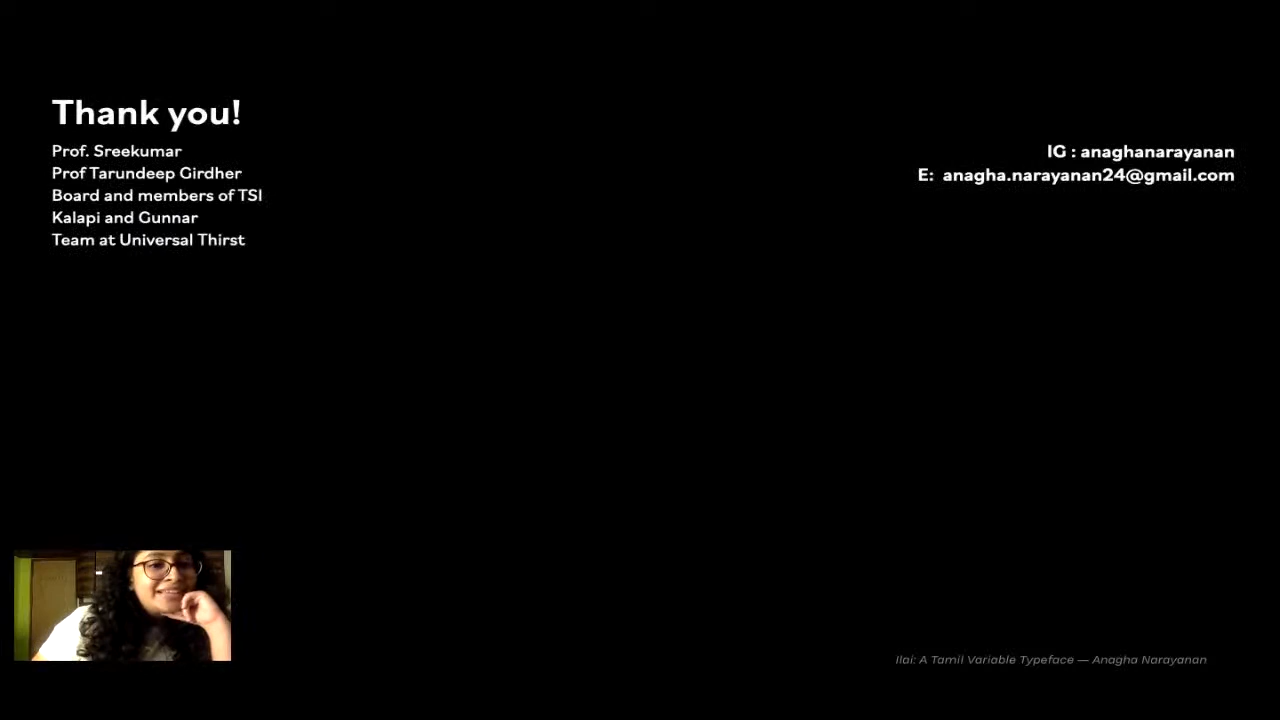 Thank you!
Prof. Sreekumar
Prof Tarundeep Girdher
Board and members of TSI
Kalapi and Gunnar
Team at Universal Thirst
IG : anaghanarayanan
E: anagha.narayanan24@gmail.com
Ilai: A Tamil Variable Typeface — Anagha Narayanan